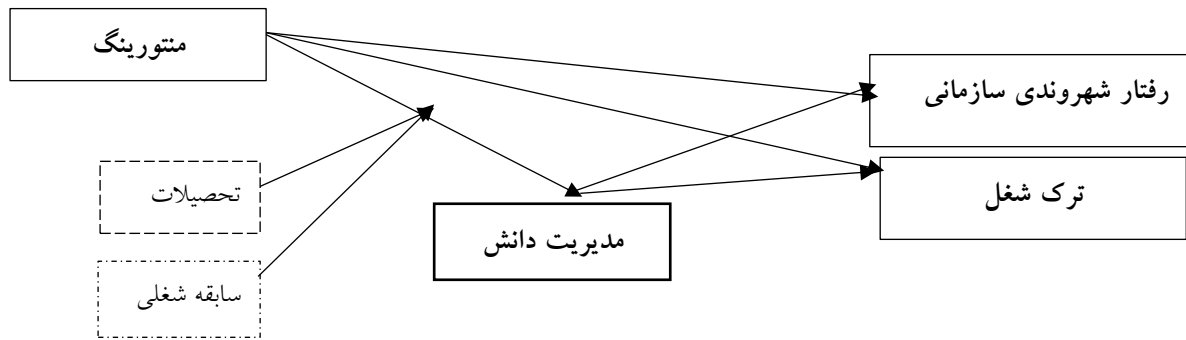 منتورینگ
رفتار شهروندی سازمانی
ترک شغل
تحصیلات
مدیریت دانش
سابقه شغلی